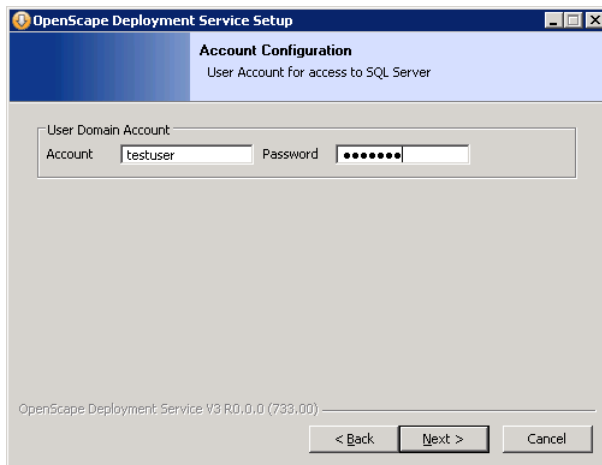 OpenScape Deployment Service Setup
Account Configuration
User Account for access to SQL Server
User Domain Account
Account testuser Password ●●●●●●●
OpenScape Deployment Service V3 R0.0.0 (733.00)
< Back Next > Cancel